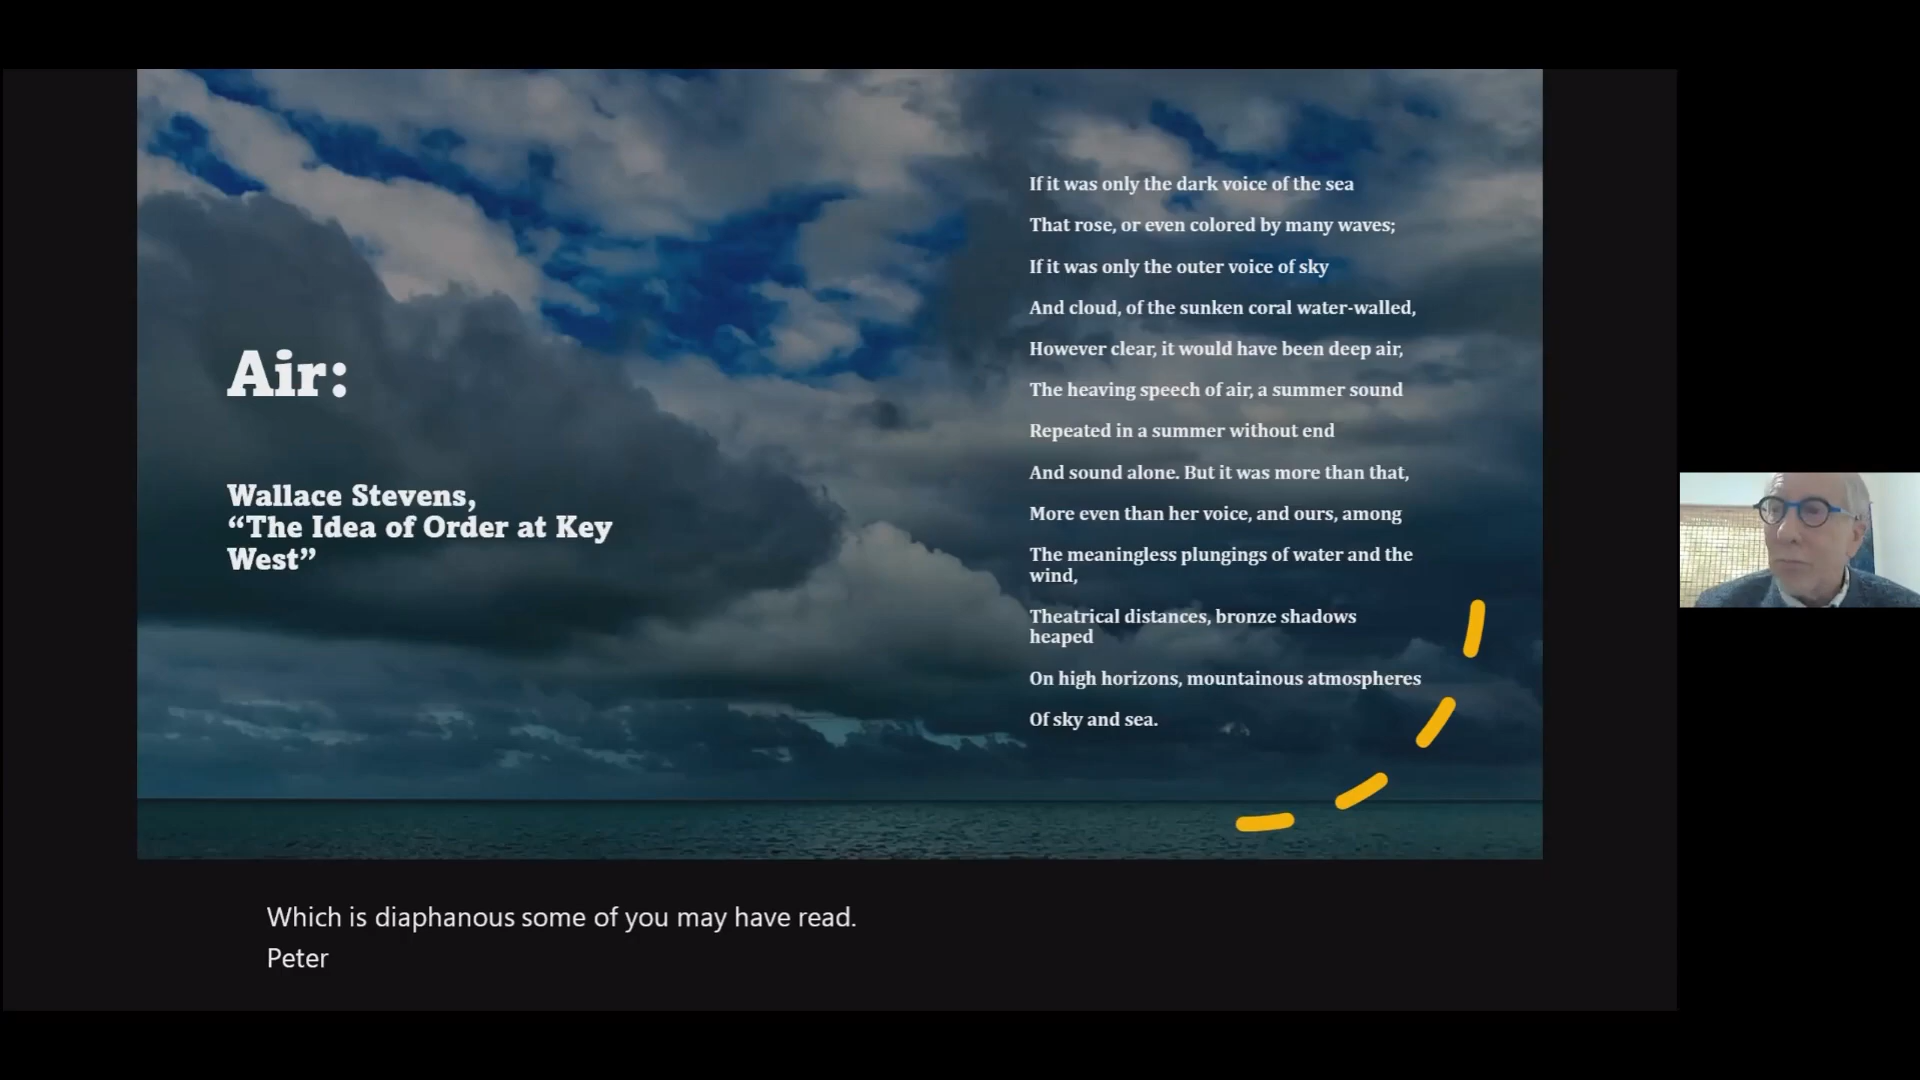 Air:
Wallace Stevens,
“The Idea of Order at Key
West”
If it was only the dark voice of the sea
That rose, or even colored by many waves;
If it was only the outer voice of sky
And cloud, of the sunken coral water-walled,
However clear, it would have been deep air,
The heaving speech of air, a summer sound
Repeated in a summer without end
And sound alone. But it was more than that,
More even than her voice, and ours, among
The meaningless plungings of water and the
wind,
Theatrical distances, bronze shadows
heaped
On high horizons, mountainous atmospheres
Of sky and sea.
Which is diaphanous some of you may have read.
Peter